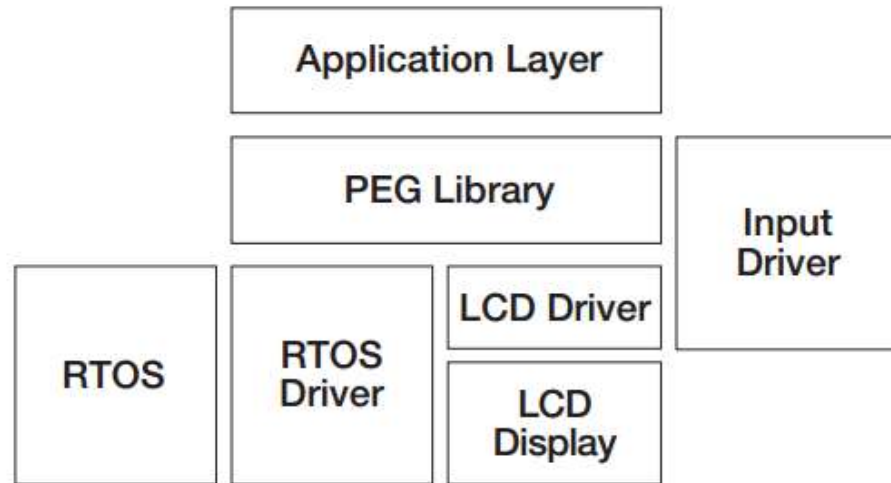 Application Layer
PEG Library
Input
Driver
LCD Driver
RTOS
RTOS
Driver
LCD
Display